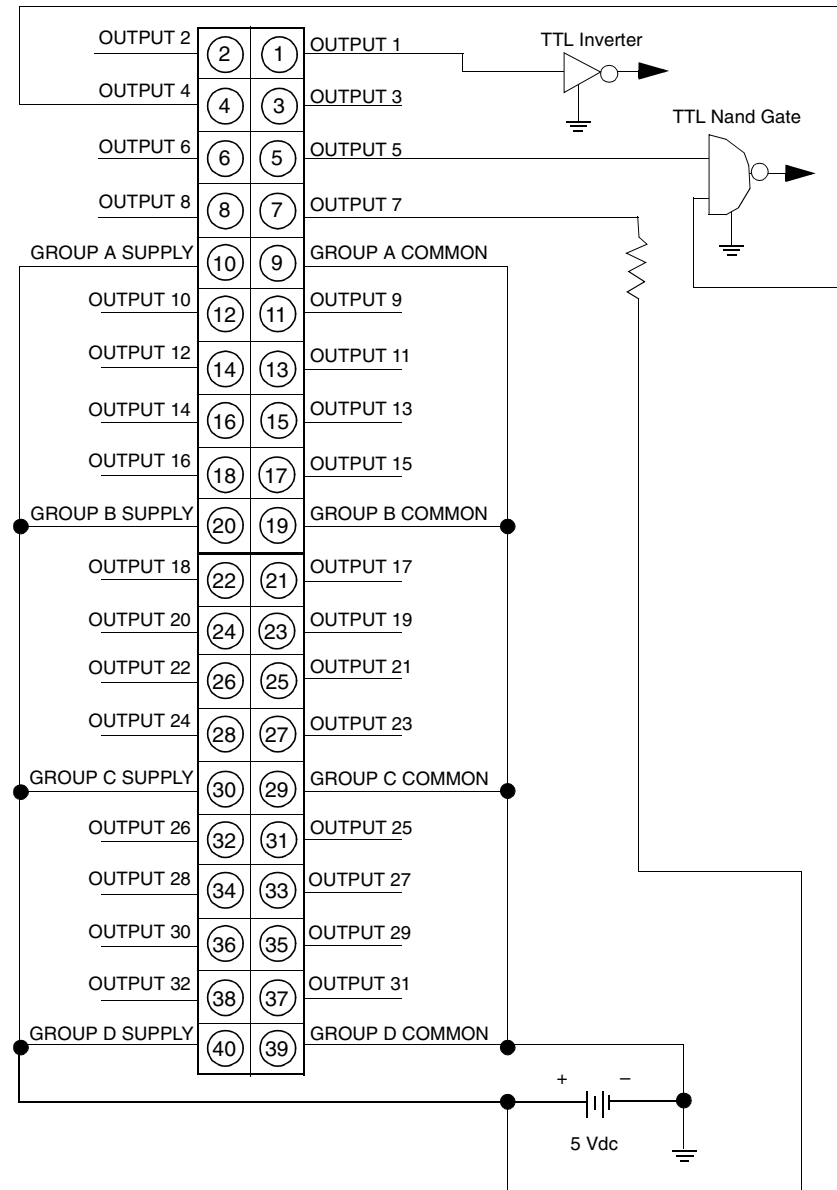 OUTPUT 2 2 1 OUTPUT 1 TTL Inverter
OUTPUT 4 4 3 OUTPUT 3
TTL Nand Gate
OUTPUT 6 6 5 OUTPUT 5
OUTPUT 8 8 7 OUTPUT 7
GROUP A SUPPLY 10 9 GROUP A COMMON
OUTPUT 10 12 11 OUTPUT 9
OUTPUT 12 14 13 OUTPUT 11
OUTPUT 14 16 15 OUTPUT 13
OUTPUT 16 18 17 OUTPUT 15
GROUP B SUPPLY 20 19 GROUP B COMMON
OUTPUT 18 22 21 OUTPUT 17
OUTPUT 20 24 23 OUTPUT 19
OUTPUT 22 26 25 OUTPUT 21
OUTPUT 24 28 27 OUTPUT 23
GROUP C SUPPLY 30 29 GROUP C COMMON
OUTPUT 26 32 31 OUTPUT 25
OUTPUT 28 34 33 OUTPUT 27
OUTPUT 30 36 35 OUTPUT 29
OUTPUT 32 38 37 OUTPUT 31
GROUP D SUPPLY 40 39 GROUP D COMMON
+ –
5 Vdc